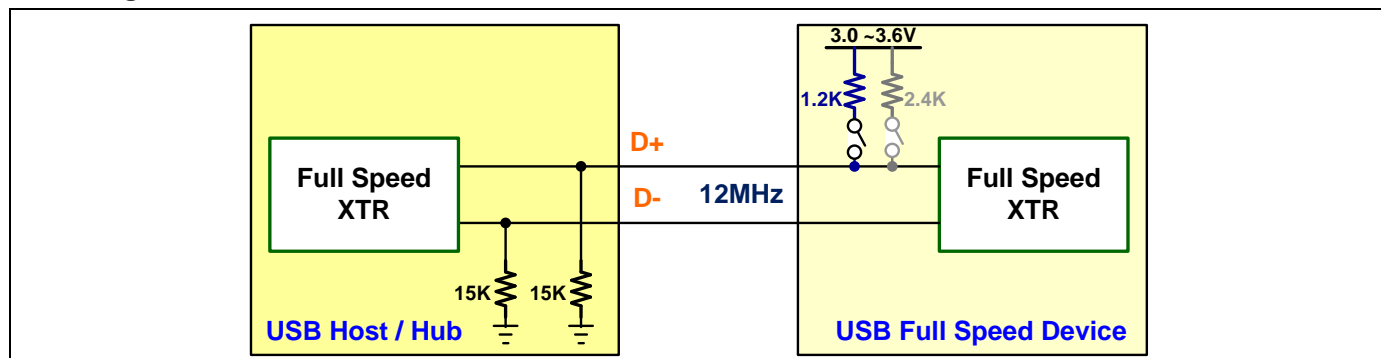 3.0 ~3.6V
1.2K
2.4K
D+
Full Speed
XTR
D-
12MHz
Full Speed
XTR
15K
15K
USB Host / Hub
USB Full Speed Device